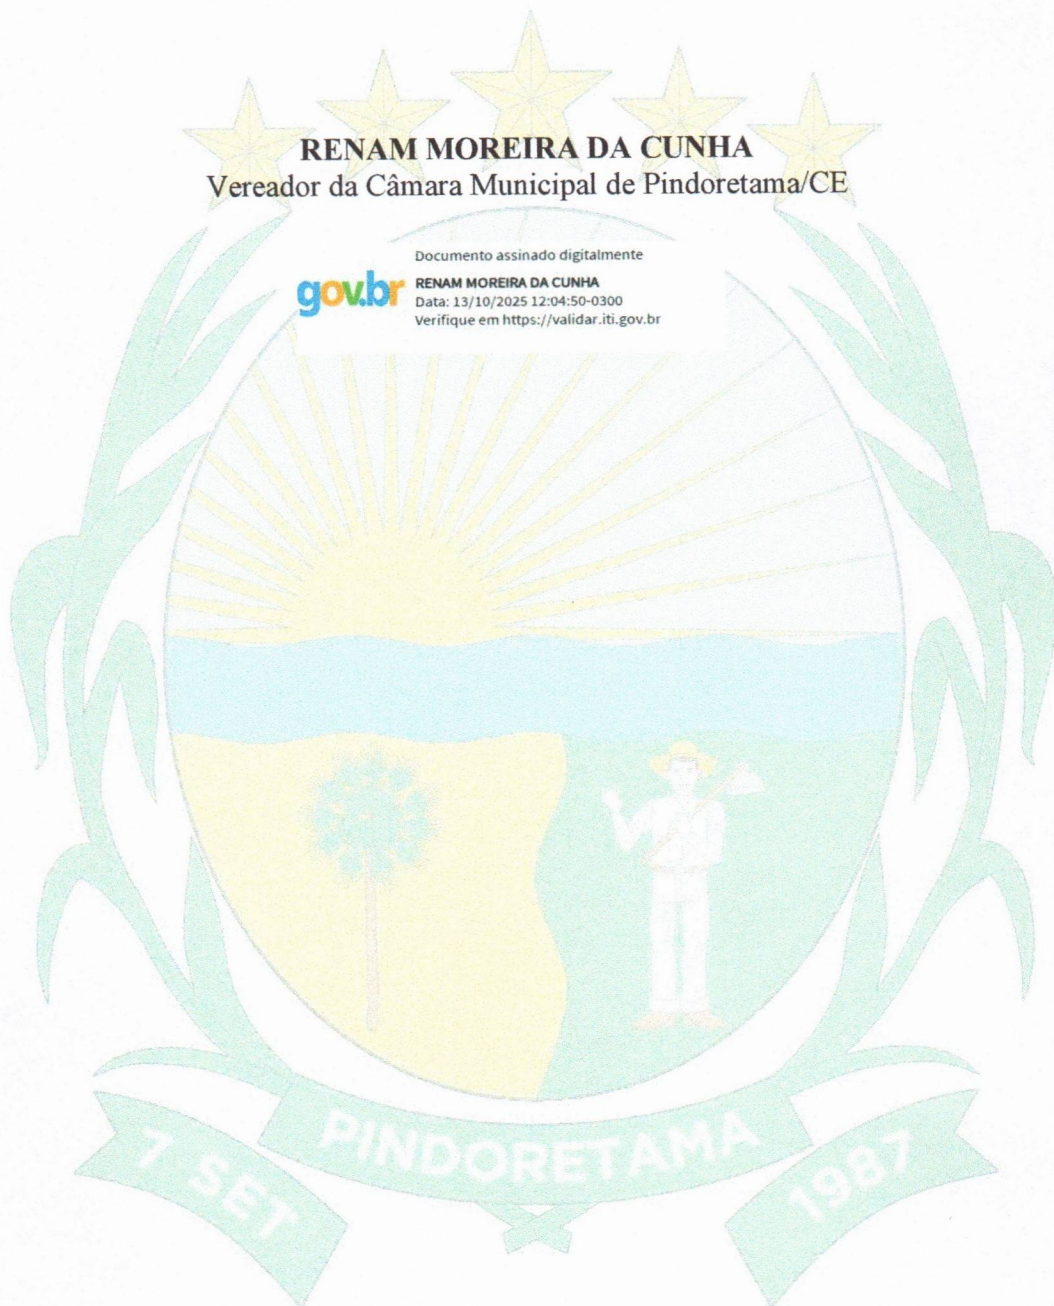 RENAM MOREIRA DA CUNHA
Vereador da Câmara Municipal de Pindoretama/CE
Documento assinado digitalmente
gov.br
RENAM MOREIRA DA CUNHA
Data: 13/10/2025 12:04:50-0300
Verifique em https://validar.iti.gov.br
PINDORETAMA
7 SET
1987